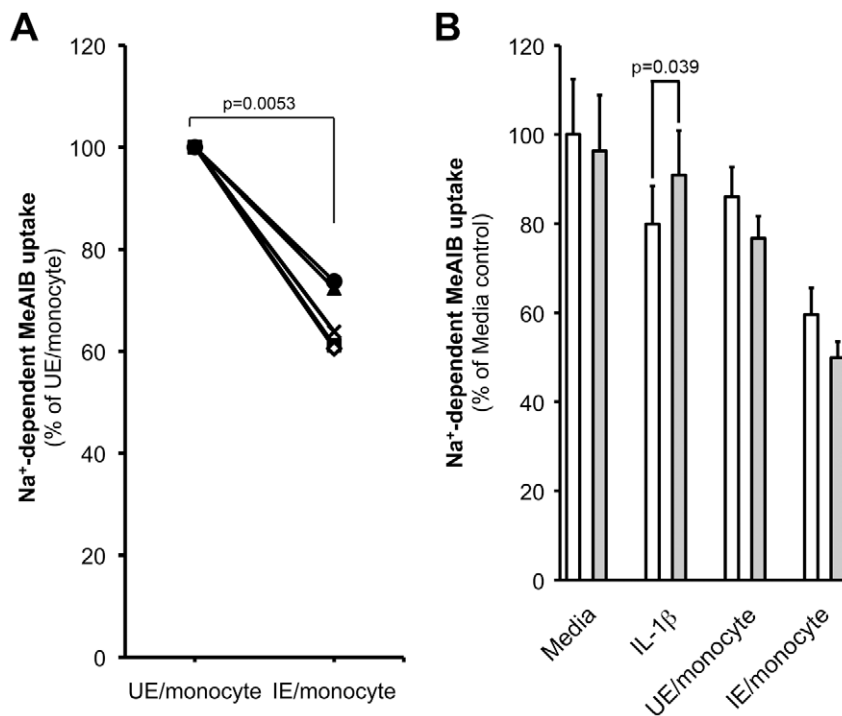 A
Na⁺-dependent MeAIB uptake
(% of UE/monocyte)
120
100
80
60
40
20
0
p=0.0053
UE/monocyte
IE/monocyte
B
Na⁺-dependent MeAIB uptake
(% of Media control)
120
100
80
60
40
20
0
p=0.039
Media
IL-1β
UE/monocyte
IE/monocyte